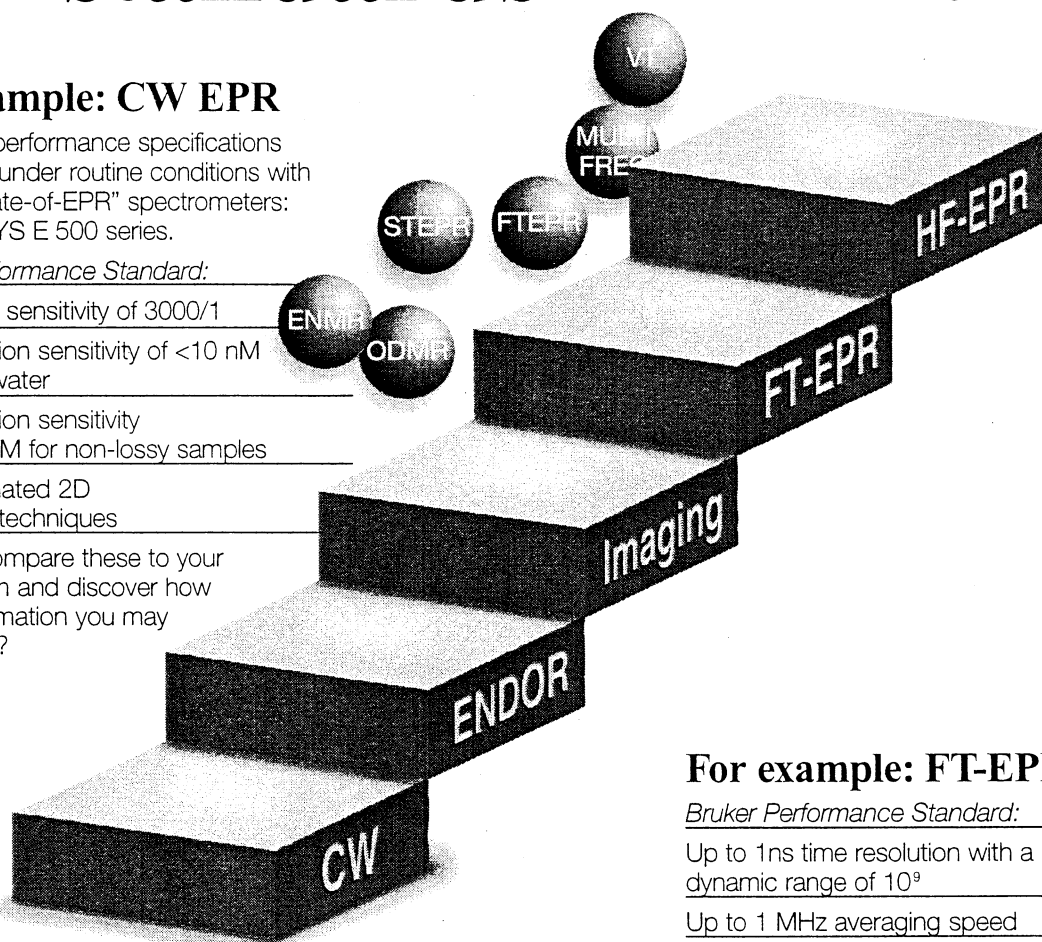 ample: CW EPR
performance specifications
under routine conditions with
ate-of-EPR" spectrometers:
YS E 500 series.
formance Standard:
sensitivity of 3000/1
ion sensitivity of <10 nM
water
ion sensitivity
M for non-lossy samples
ated 2D
techniques
ompare these to your
n and discover how
rmation you may
?
VT
MULTI
FREQ
STEPR
FTEPR
ENMR
ODMR
HF-EPR
FT-EPR
Imaging
ENDOR
CW
For example: FT-EP
Bruker Performance Standard:
Up to 1ns time resolution with a
dynamic range of 10⁹
Up to 1 MHz averaging speed